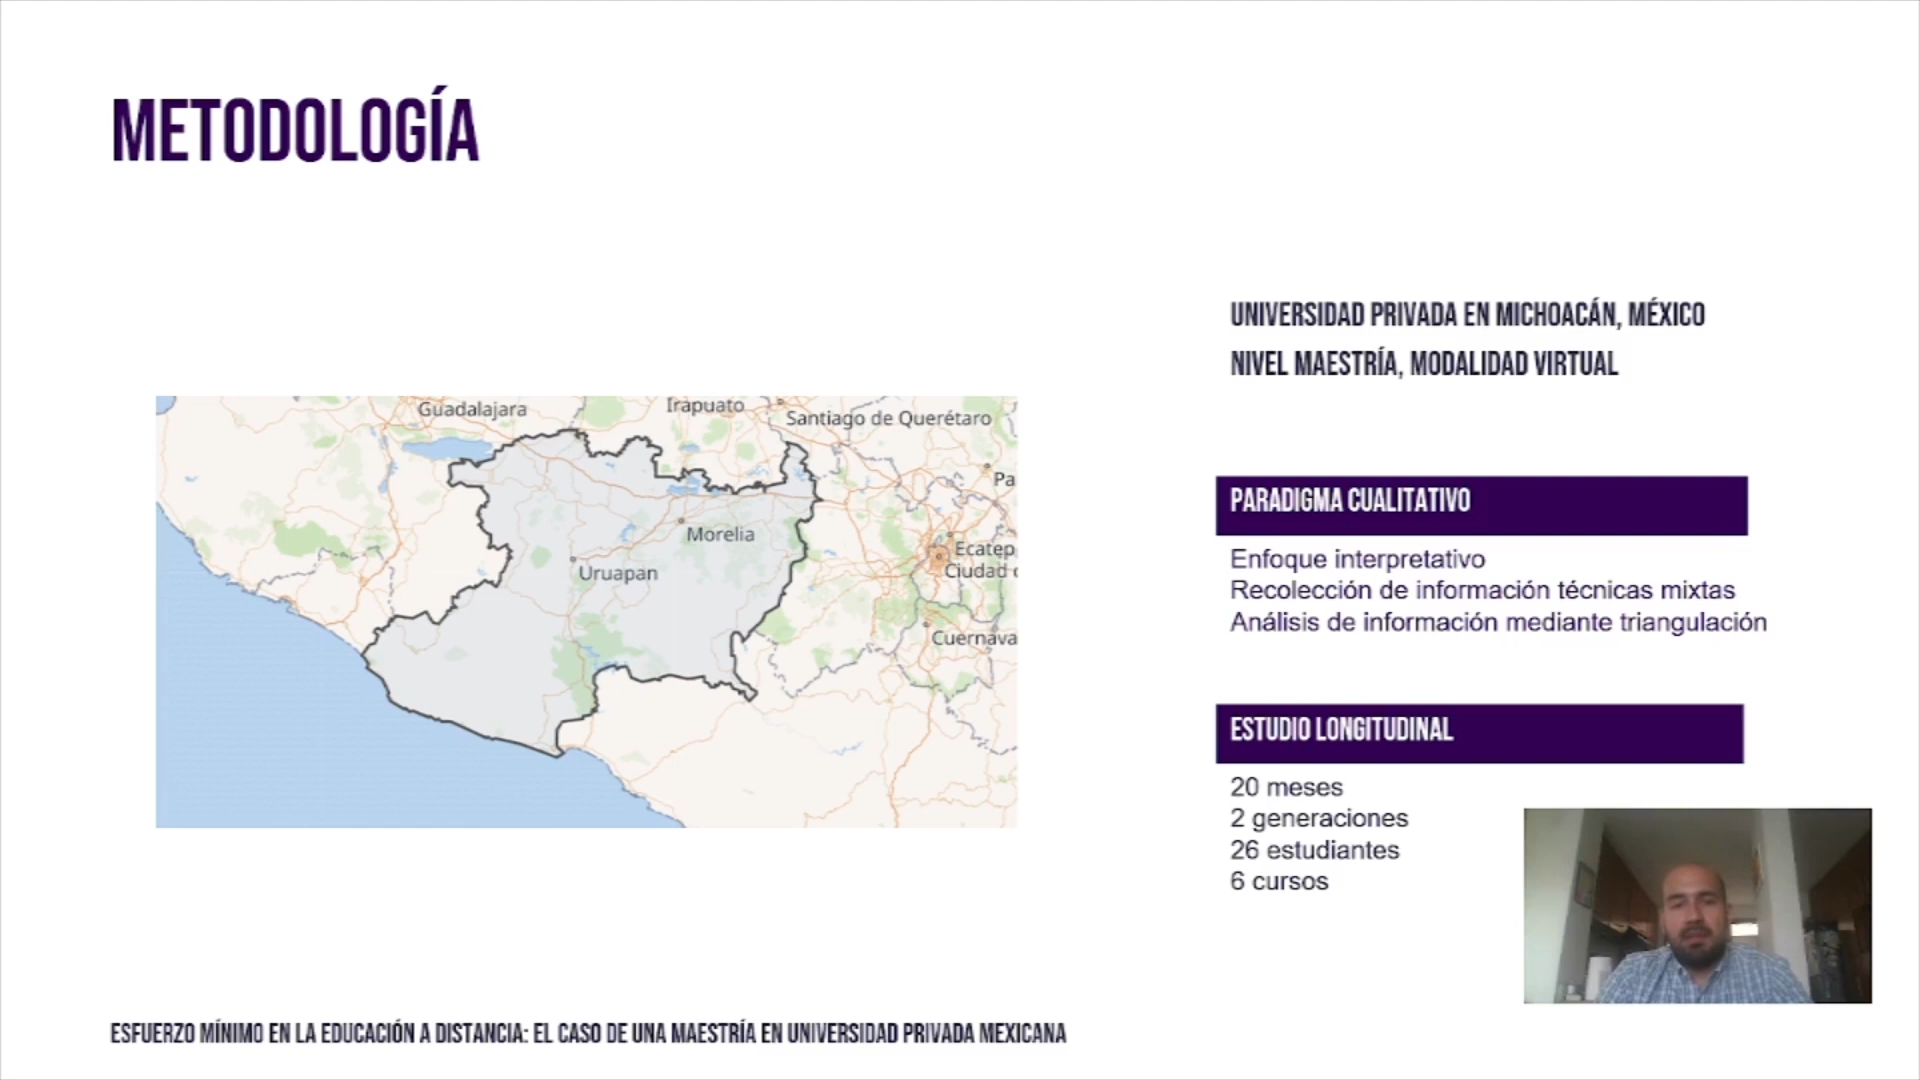 METODOLOGÍA
UNIVERSIDAD PRIVADA EN MICHOACÁN, MÉXICO
NIVEL MAESTRÍA, MODALIDAD VIRTUAL
Guadalajara
Irapuato
Santiago de Querétaro
Pa
Morelia
Uruapan
Ecatep
Ciudad
Cuernava
PARADIGMA CUALITATIVO
Enfoque interpretativo
Recolección de información técnicas mixtas
Análisis de información mediante triangulación
ESTUDIO LONGITUDINAL
20 meses
2 generaciones
26 estudiantes
6 cursos
ESFUERZO MÍNIMO EN LA EDUCACIÓN A DISTANCIA: EL CASO DE UNA MAESTRÍA EN UNIVERSIDAD PRIVADA MEXICANA